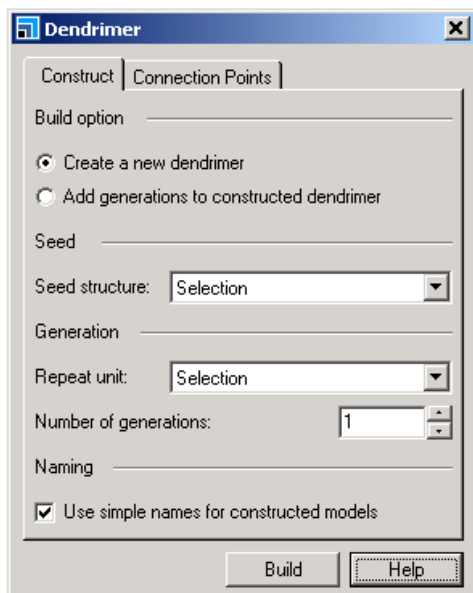 Dendrimer
Construct Connection Points
Build option
Create a new dendrimer
Add generations to constructed dendrimer
Seed
Seed structure: Selection
Generation
Repeat unit: Selection
Number of generations: 1
Naming
Use simple names for constructed models
Build Help